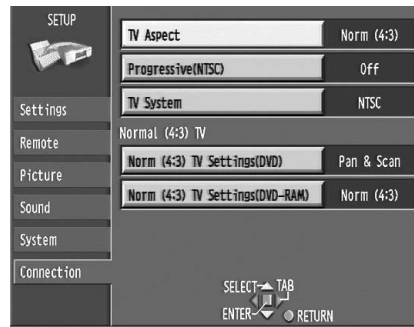 SETUP
Settings
Remote
Picture
Sound
System
Connection
TV Aspect Norm (4:3)
Progressive(NTSC) Off
TV System NTSC
Normal (4:3) TV
Norm (4:3) TV Settings(DVD) Pan & Scan
Norm (4:3) TV Settings(DVD-RAM) Norm (4:3)
SELECT TAB
ENTER RETURN